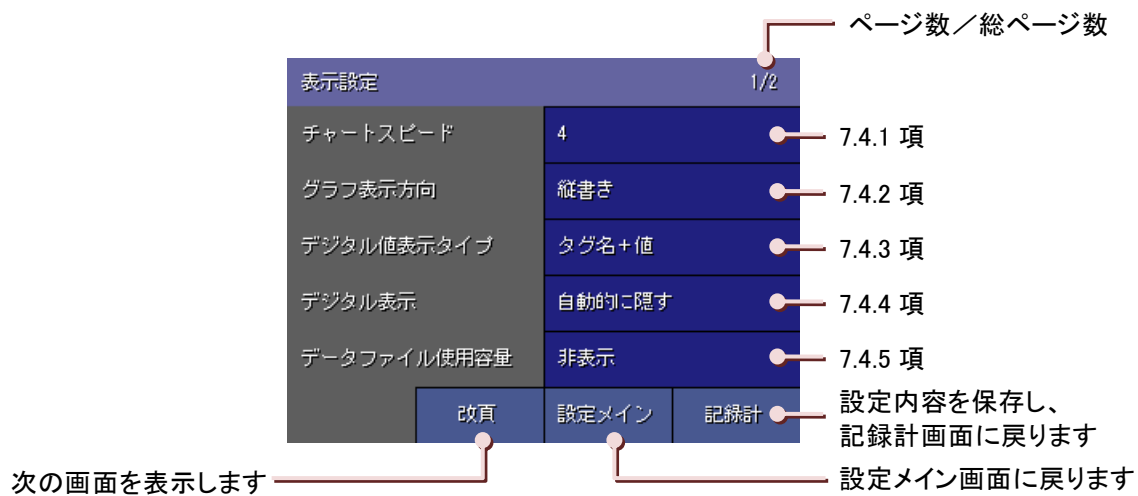 ページ数／総ページ数
表示設定 1/2
チャートスピード 4 7.4.1 項
グラフ表示方向 縦書き 7.4.2 項
デジタル値表示タイプ タグ名+値 7.4.3 項
デジタル表示 自動的に隠す 7.4.4 項
データファイル使用容量 非表示 7.4.5 項
改頁 設定メイン 記録計
設定内容を保存し、
記録計画面に戻ります
次の画面を表示します
設定メイン画面に戻ります